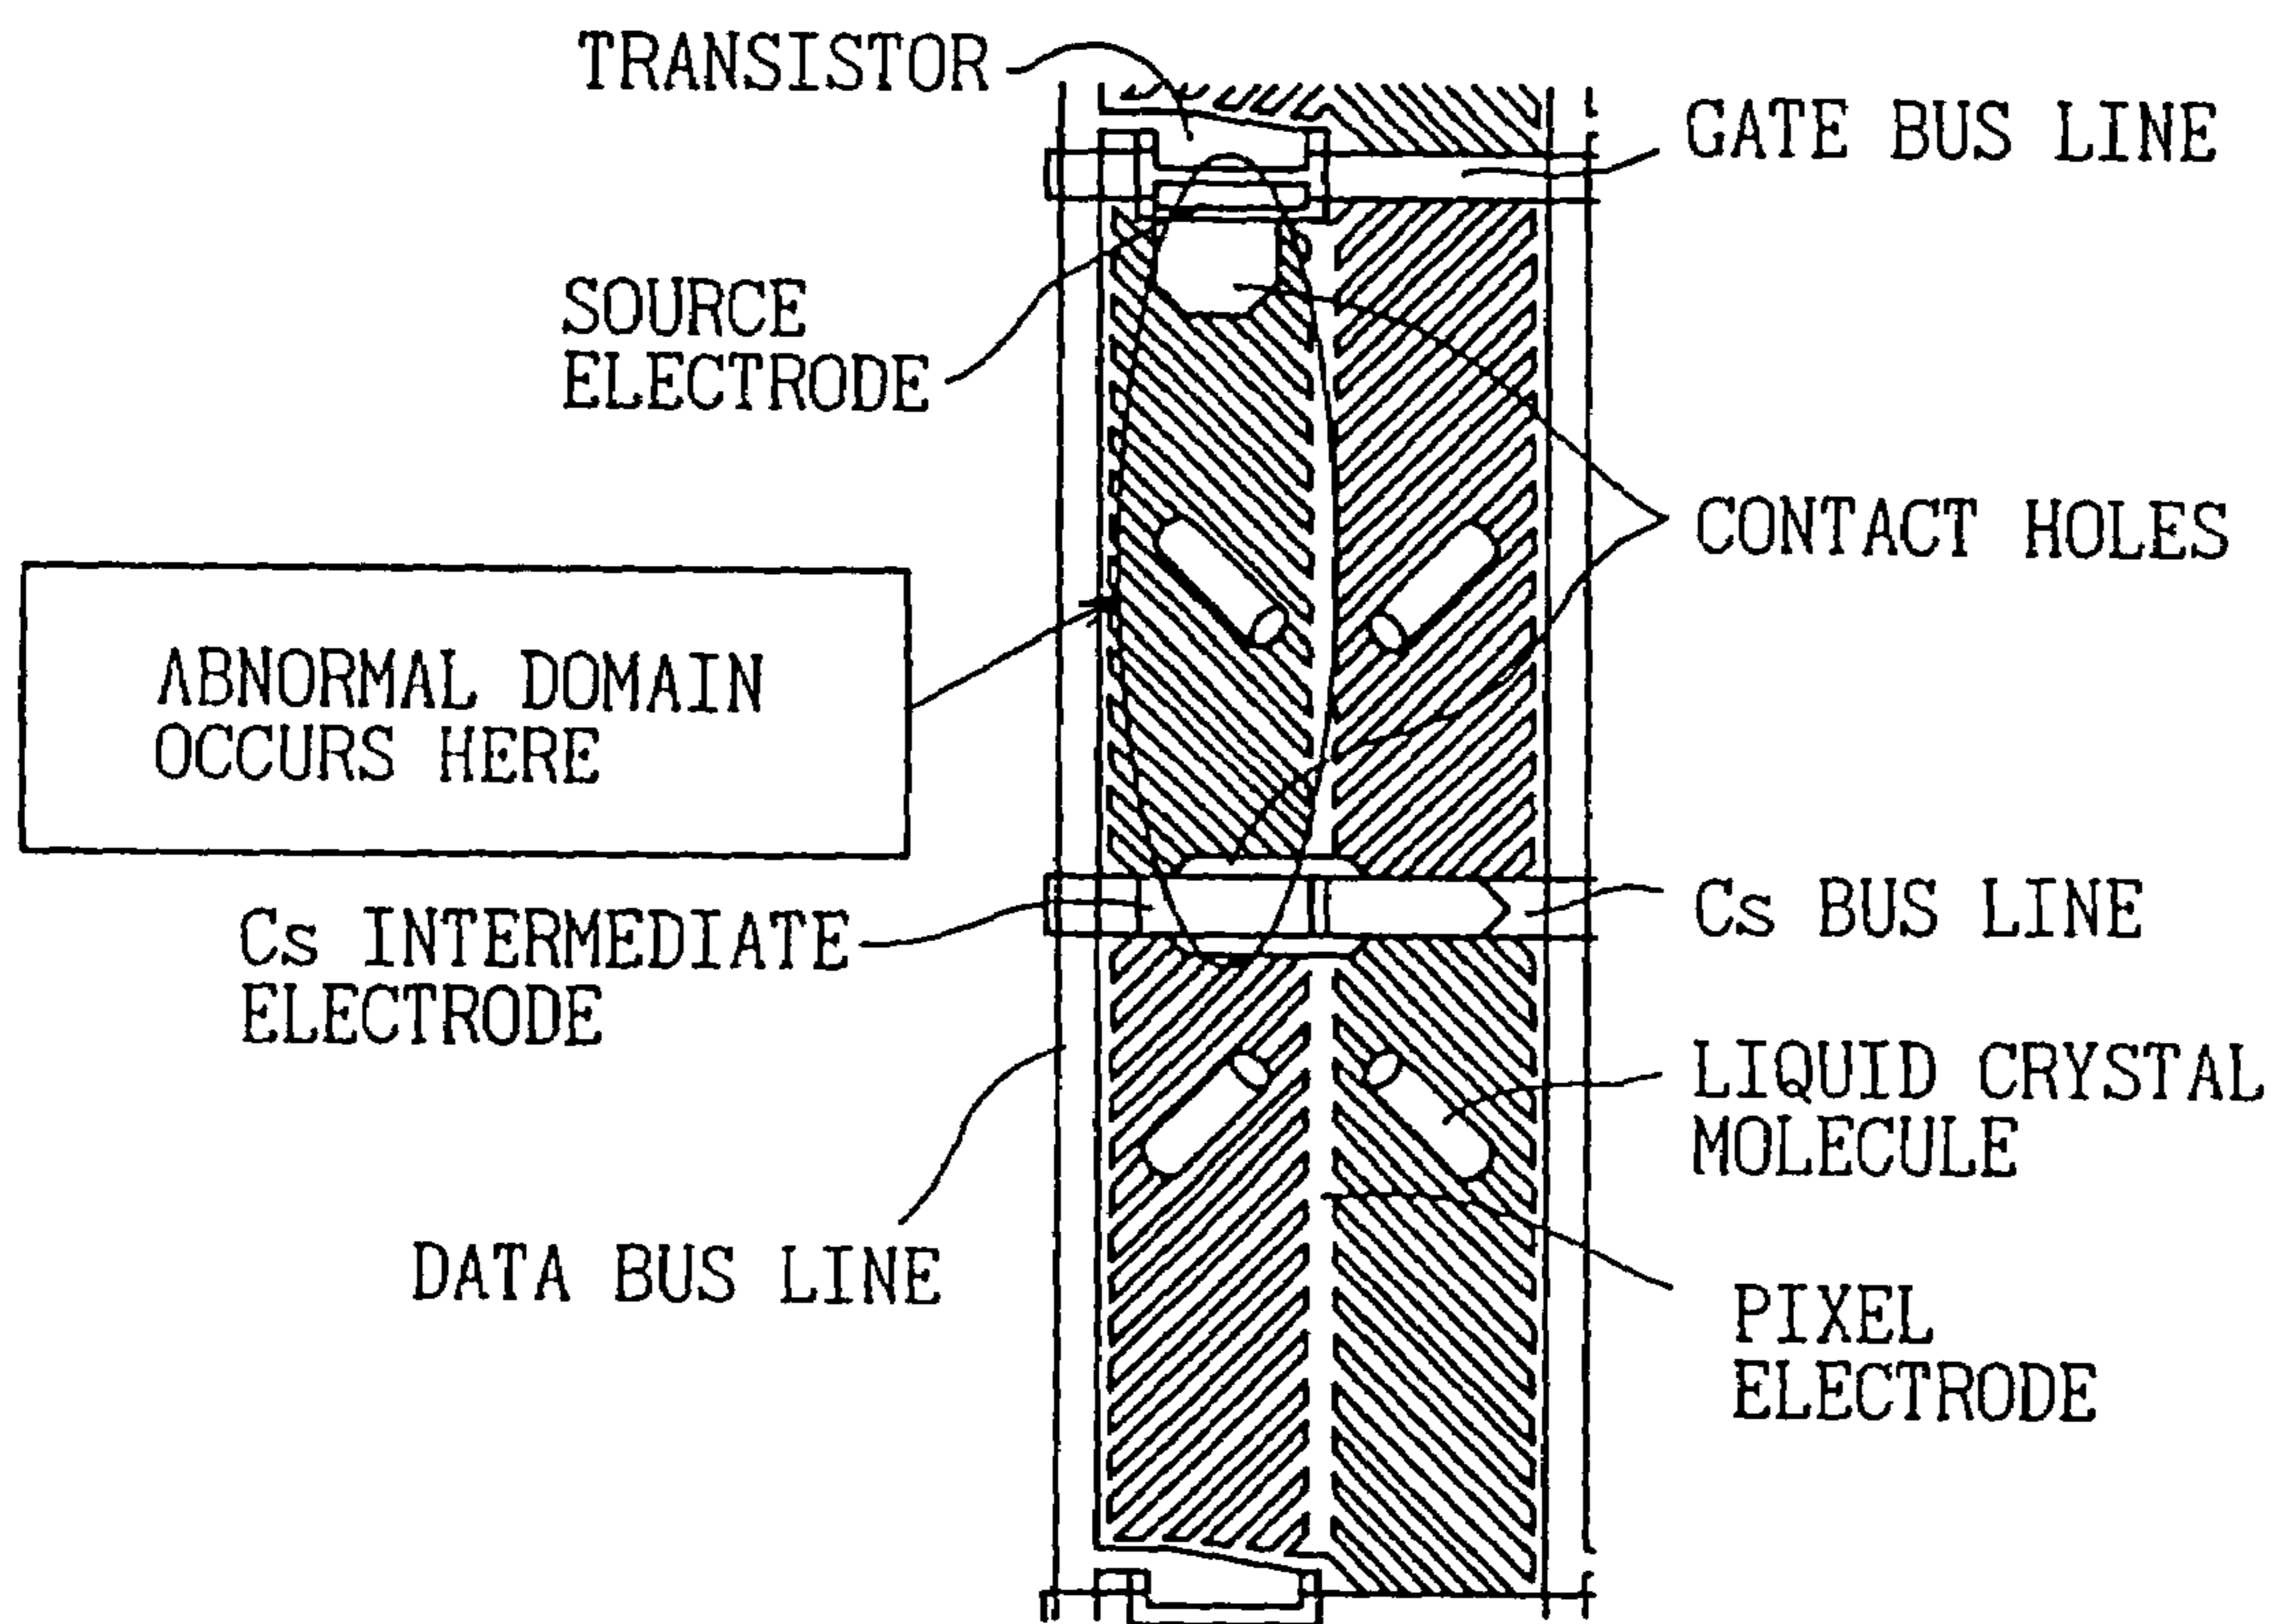 TRANSISTOR
GATE BUS LINE
SOURCE
ELECTRODE
CONTACT HOLES
ABNORMAL DOMAIN
OCCURS HERE
Cs INTERMEDIATE
ELECTRODE
Cs BUS LINE
LIQUID CRYSTAL
MOLECULE
DATA BUS LINE
PIXEL
ELECTRODE